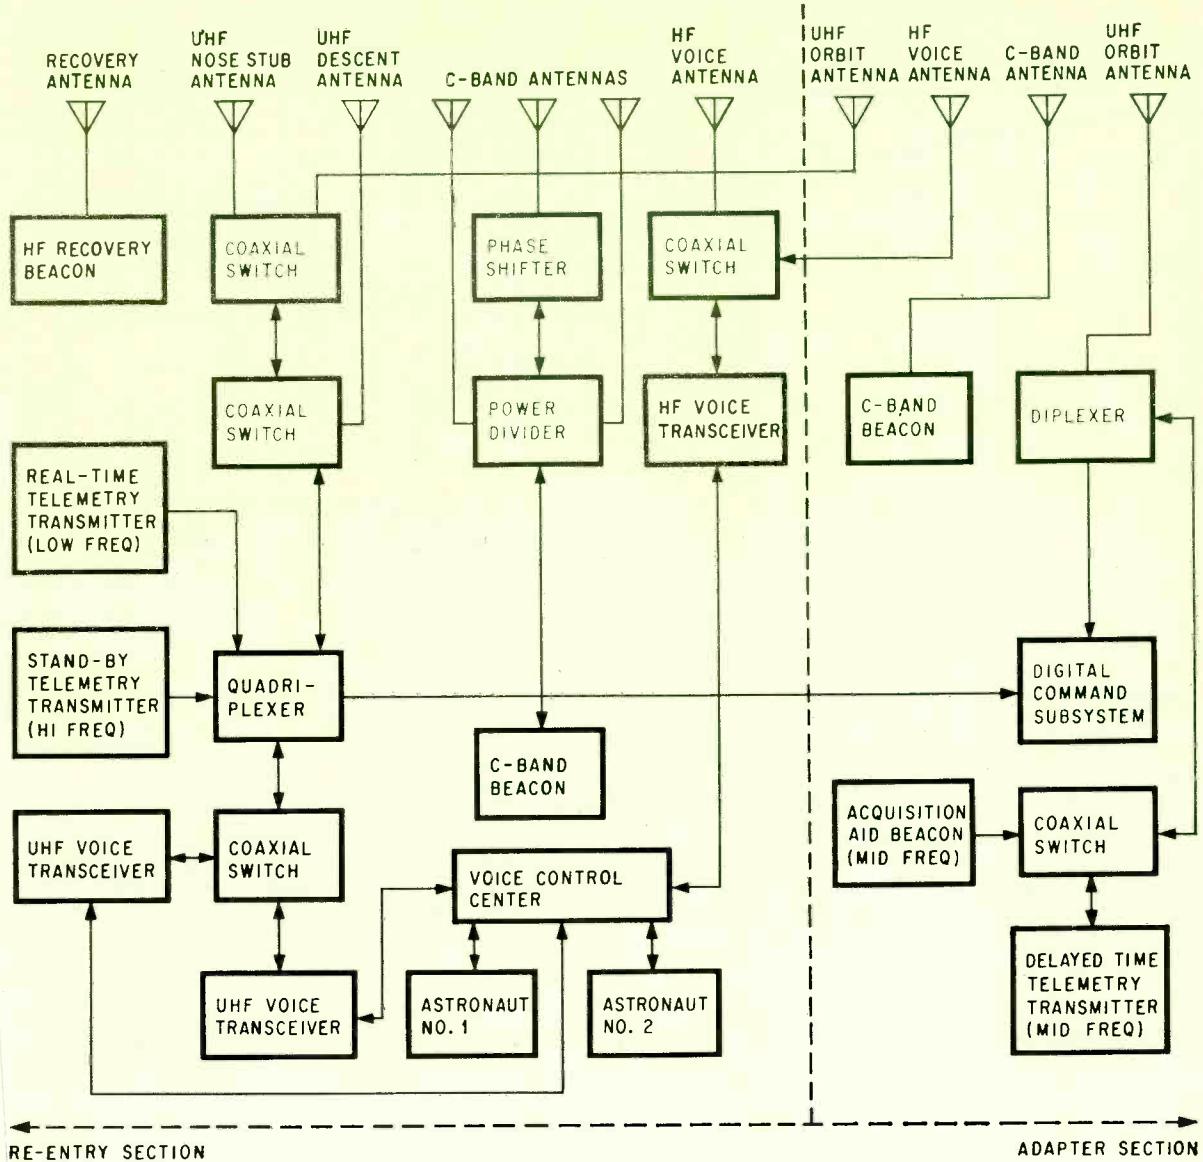 RECOVERY
ANTENNA
UHF
NOSE STUB
ANTENNA
UHF
DESCENT
ANTENNA
C-BAND ANTENNAS
HF
VOICE
ANTENNA
UHF
ORBIT
ANTENNA
HF
VOICE
ANTENNA
C-BAND
ANTENNA
UHF
ORBIT
ANTENNA
HF RECOVERY
BEACON
COAXIAL
SWITCH
PHASE
SHIFTER
COAXIAL
SWITCH
COAXIAL
SWITCH
POWER
DIVIDER
HF VOICE
TRANSCEIVER
C-BAND
BEACON
DIPLEXER
REAL-TIME
TELEMETRY
TRANSMITTER
(LOW FREQ)
STAND-BY
TELEMETRY
TRANSMITTER
(HI FREQ)
QUADRI-
PLEXER
DIGITAL
COMMAND
SUBSYSTEM
C-BAND
BEACON
UHF VOICE
TRANSCEIVER
COAXIAL
SWITCH
ACQUISITION
AID BEACON
(MID FREQ)
COAXIAL
SWITCH
VOICE CONTROL
CENTER
UHF VOICE
TRANSCEIVER
ASTRONAUT
NO. 1
ASTRONAUT
NO. 2
DELAYED TIME
TELEMETRY
TRANSMITTER
(MID FREQ)
RE-ENTRY SECTION
ADAPTER SECTION